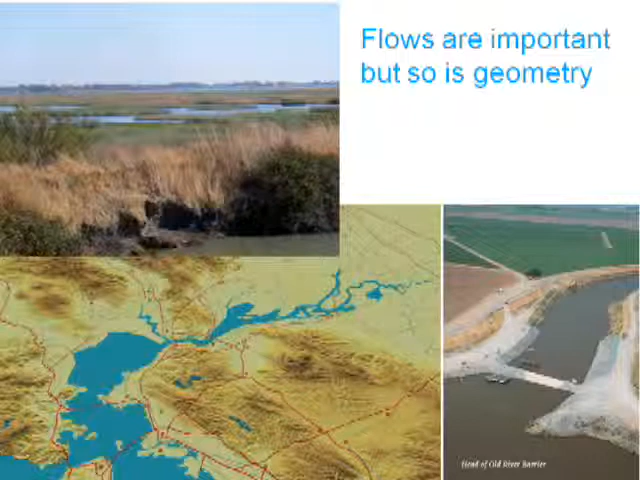 Flows are important
but so is geometry
Head of Old River Barrier